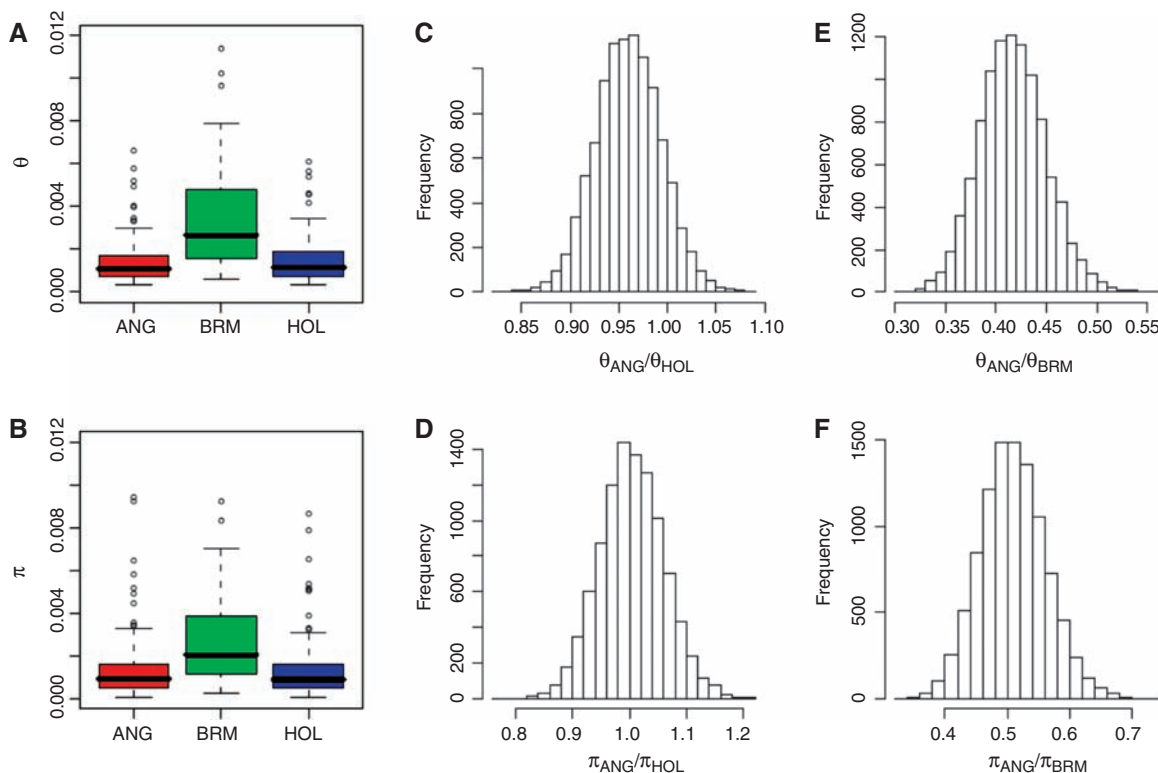 A
0.012
0.008
0.004
0.000
θ
ANG BRM HOL
C
800
600
400
200
0
Frequency
0.85 0.90 0.95 1.00 1.05 1.10
θANG/θHOL
E
1200
1000
800
600
400
200
0
Frequency
0.30 0.35 0.40 0.45 0.50 0.55
θANG/θBRM
B
0.012
0.008
0.004
0.000
π
ANG BRM HOL
D
1400
1000
600
200
0
Frequency
0.8 0.9 1.0 1.1 1.2
πANG/πHOL
F
1500
1000
500
0
Frequency
0.4 0.5 0.6 0.7
πANG/πBRM